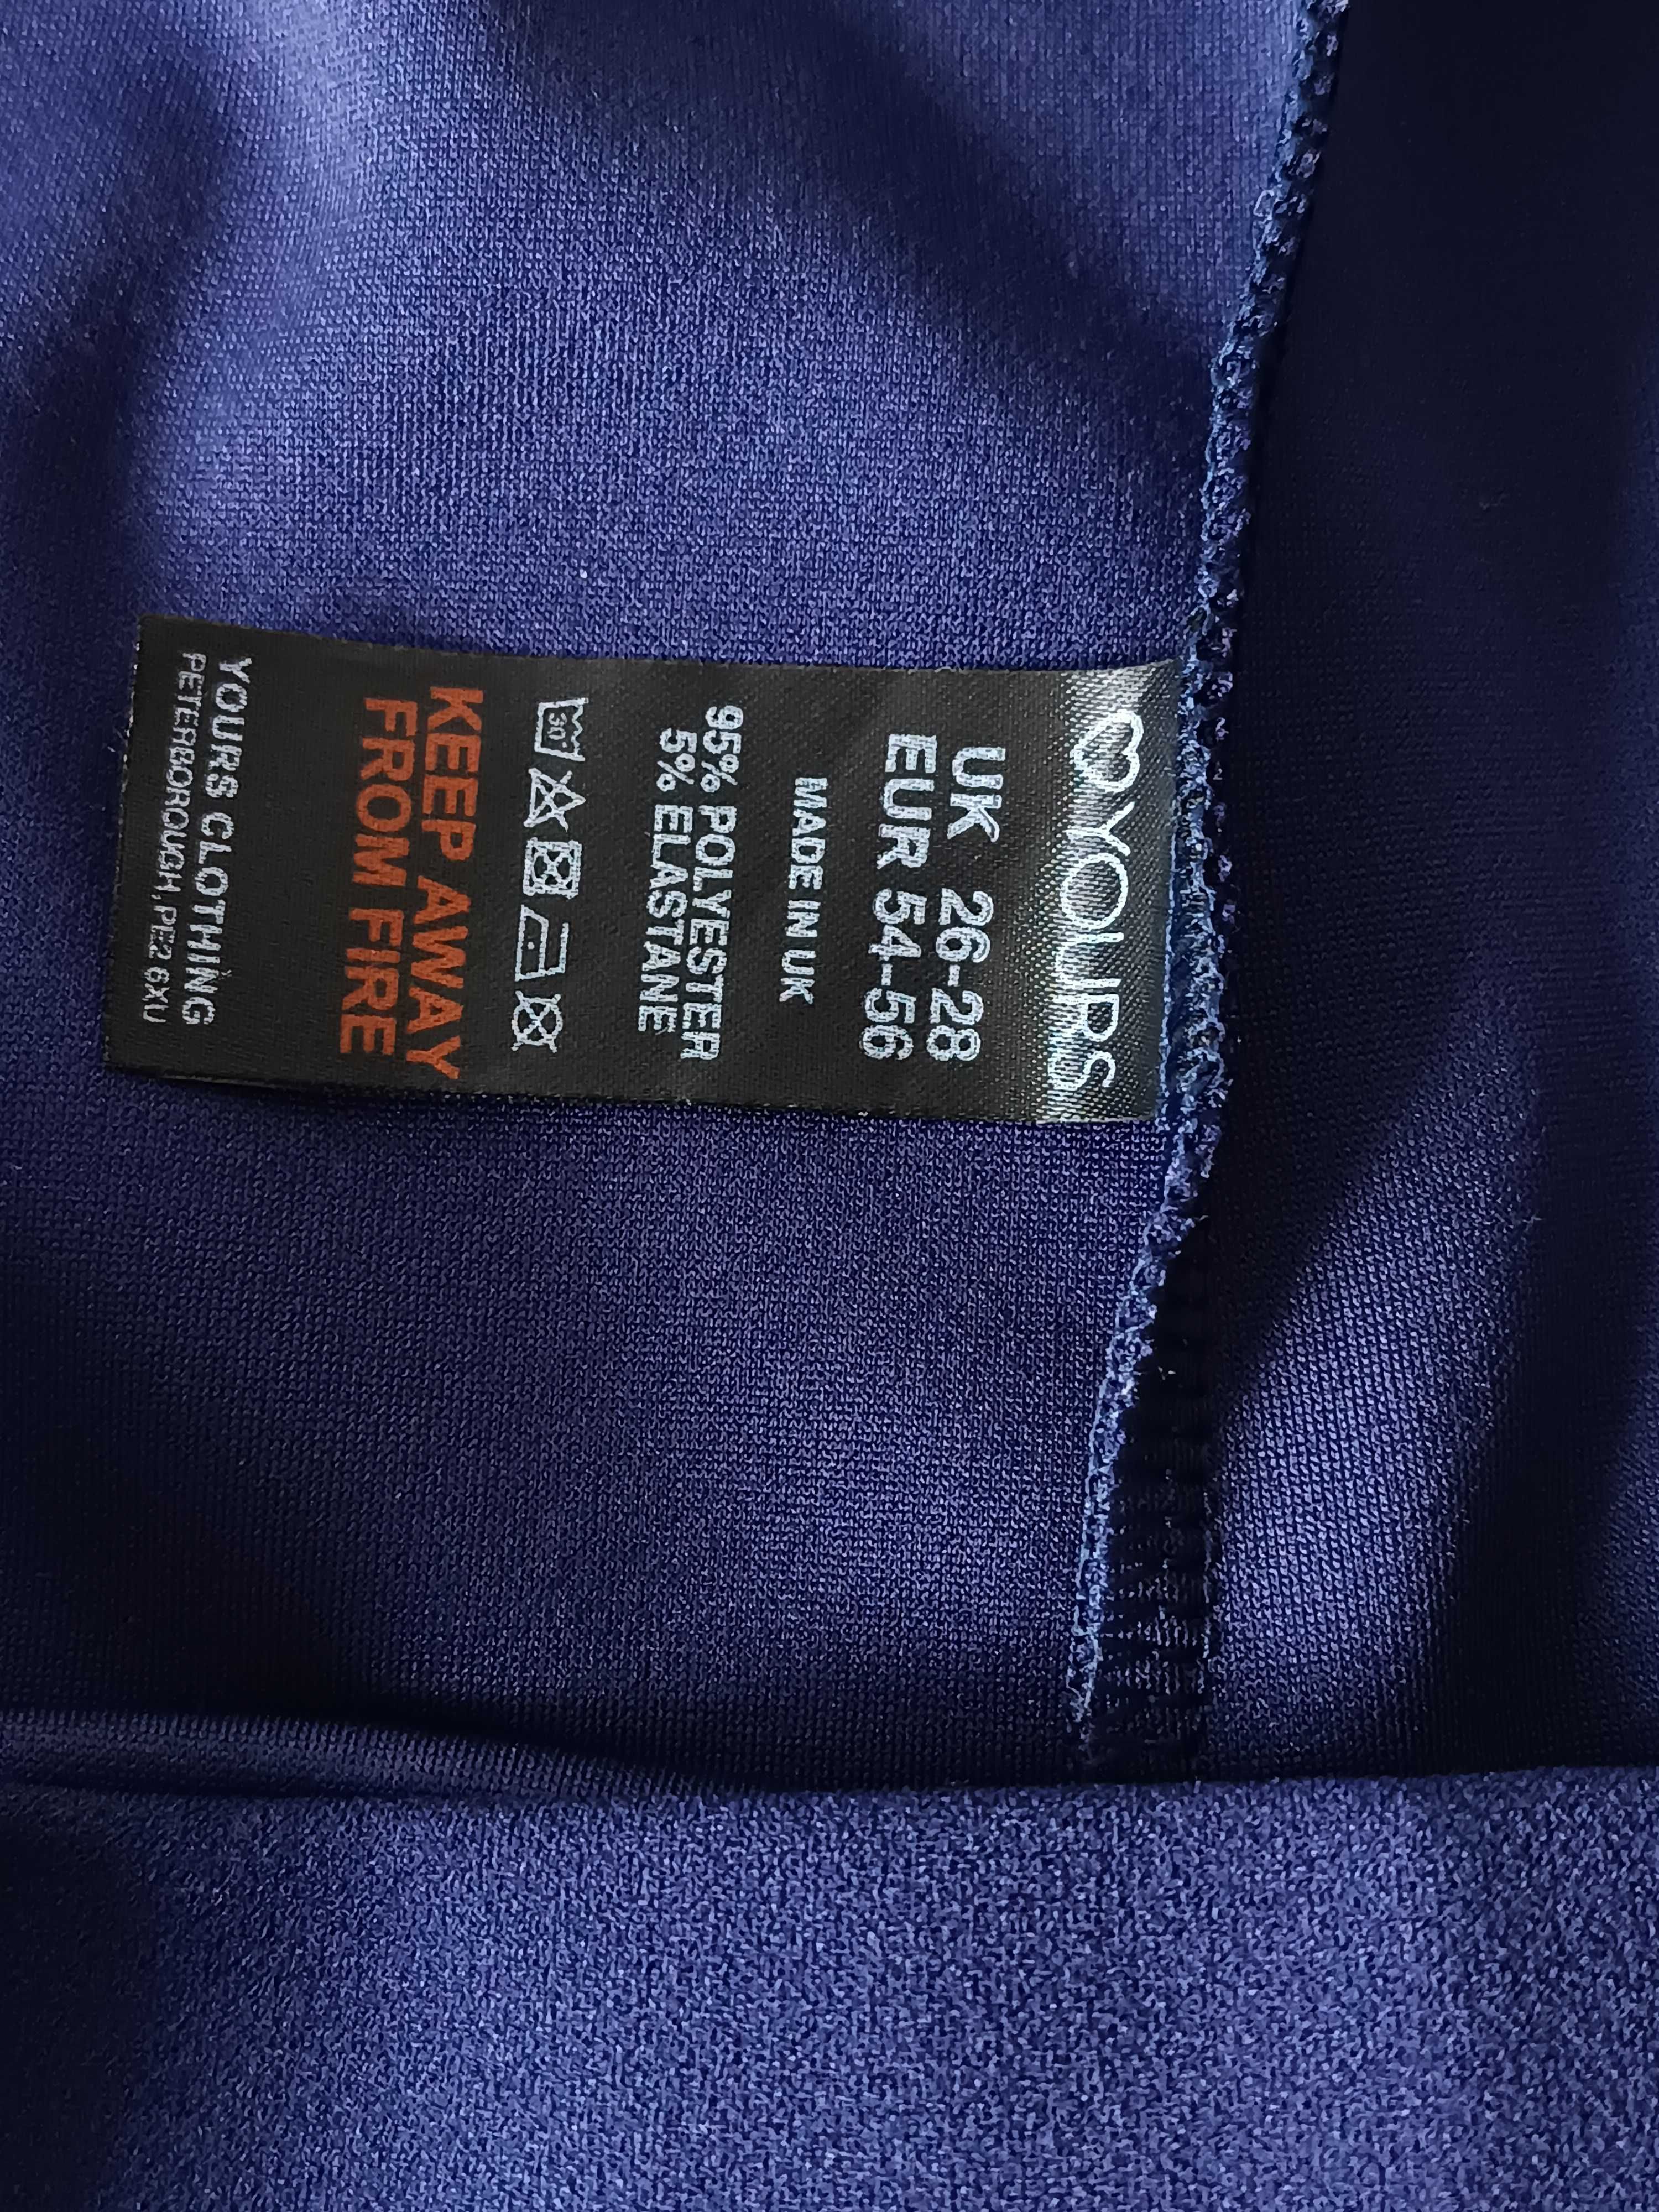 YOURS
UK 26-28
EUR 54-56
MADE IN UK
95% POLYESTER
5% ELASTANE
30°
KEEP AWAY
FROM FIRE
YOURS CLOTHING
PETERBOROUGH, PE2 6XU